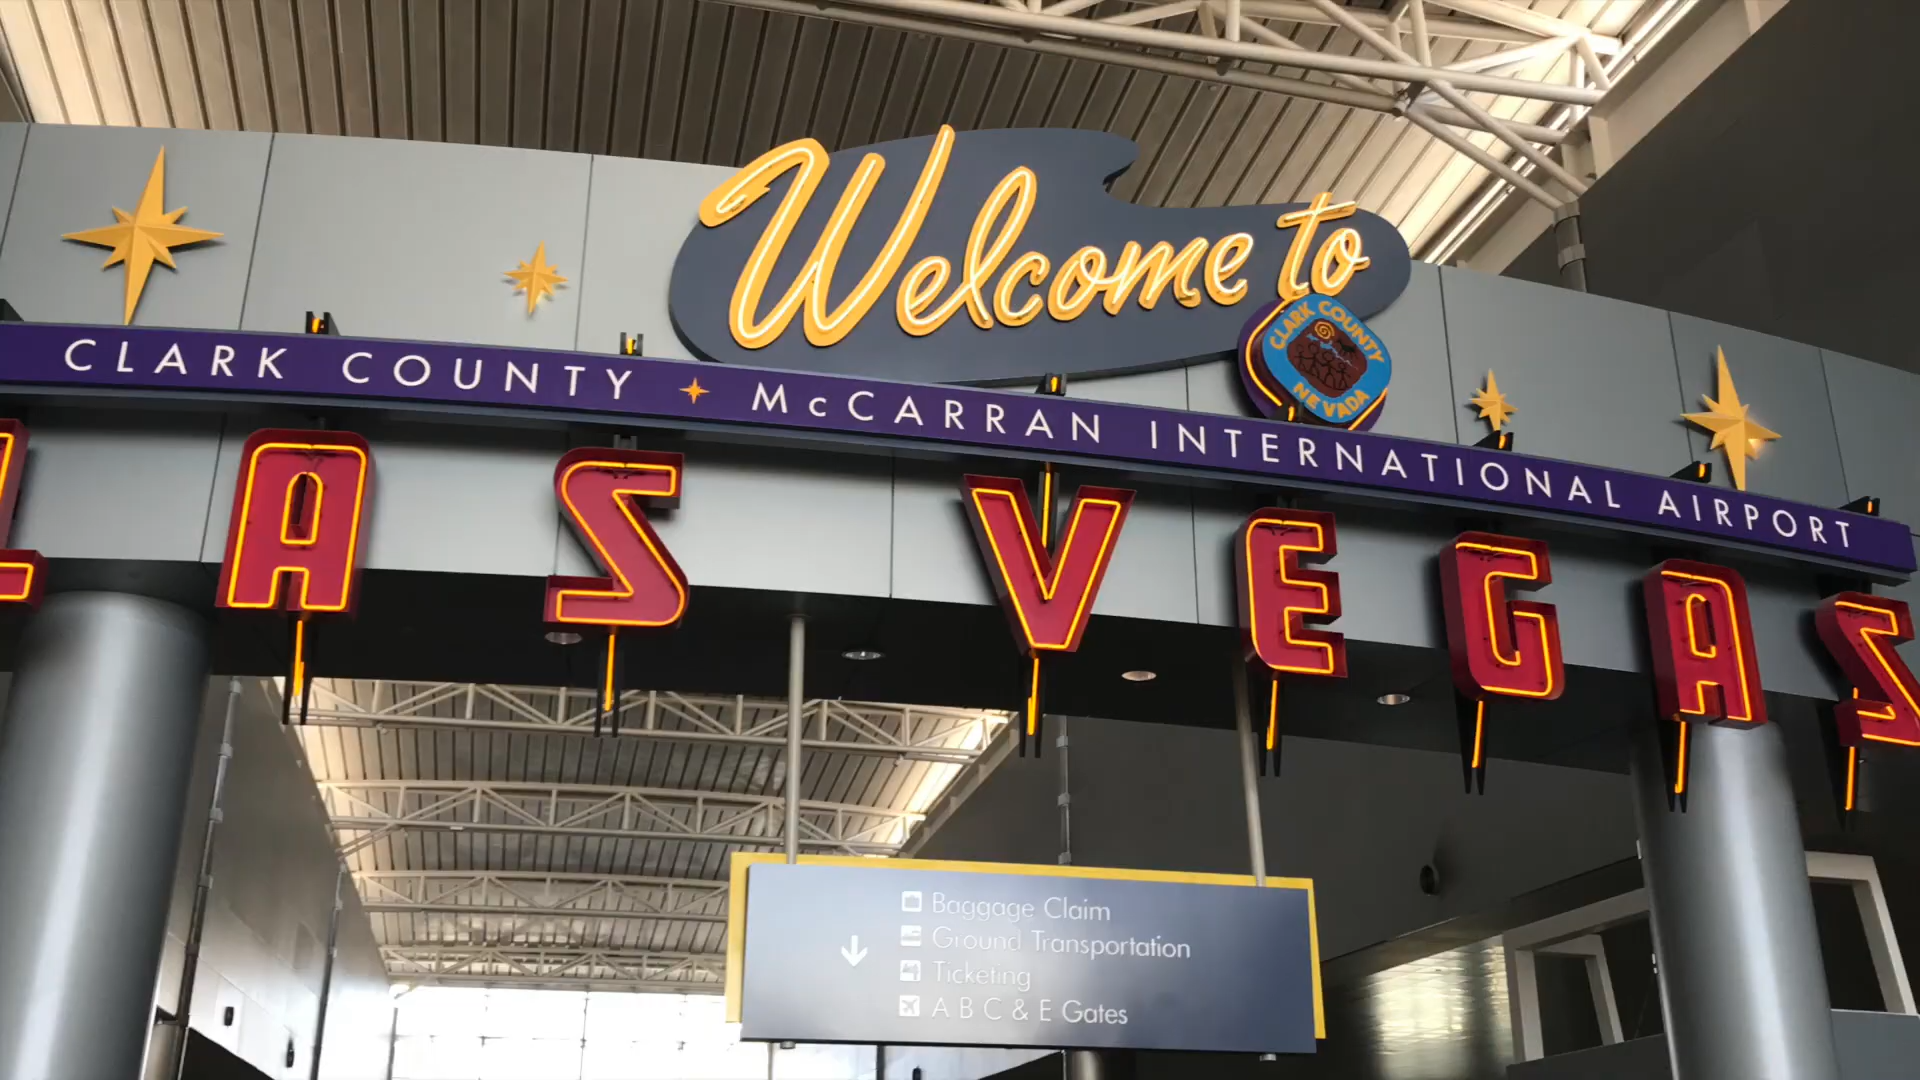 Welcome to
CLARK COUNTY
NEVADA
CLARK COUNTY McCARRAN INTERNATIONAL AIRPORT
LAS VEGAS
Baggage Claim
Ground Transportation
Ticketing
A B C & E Gates